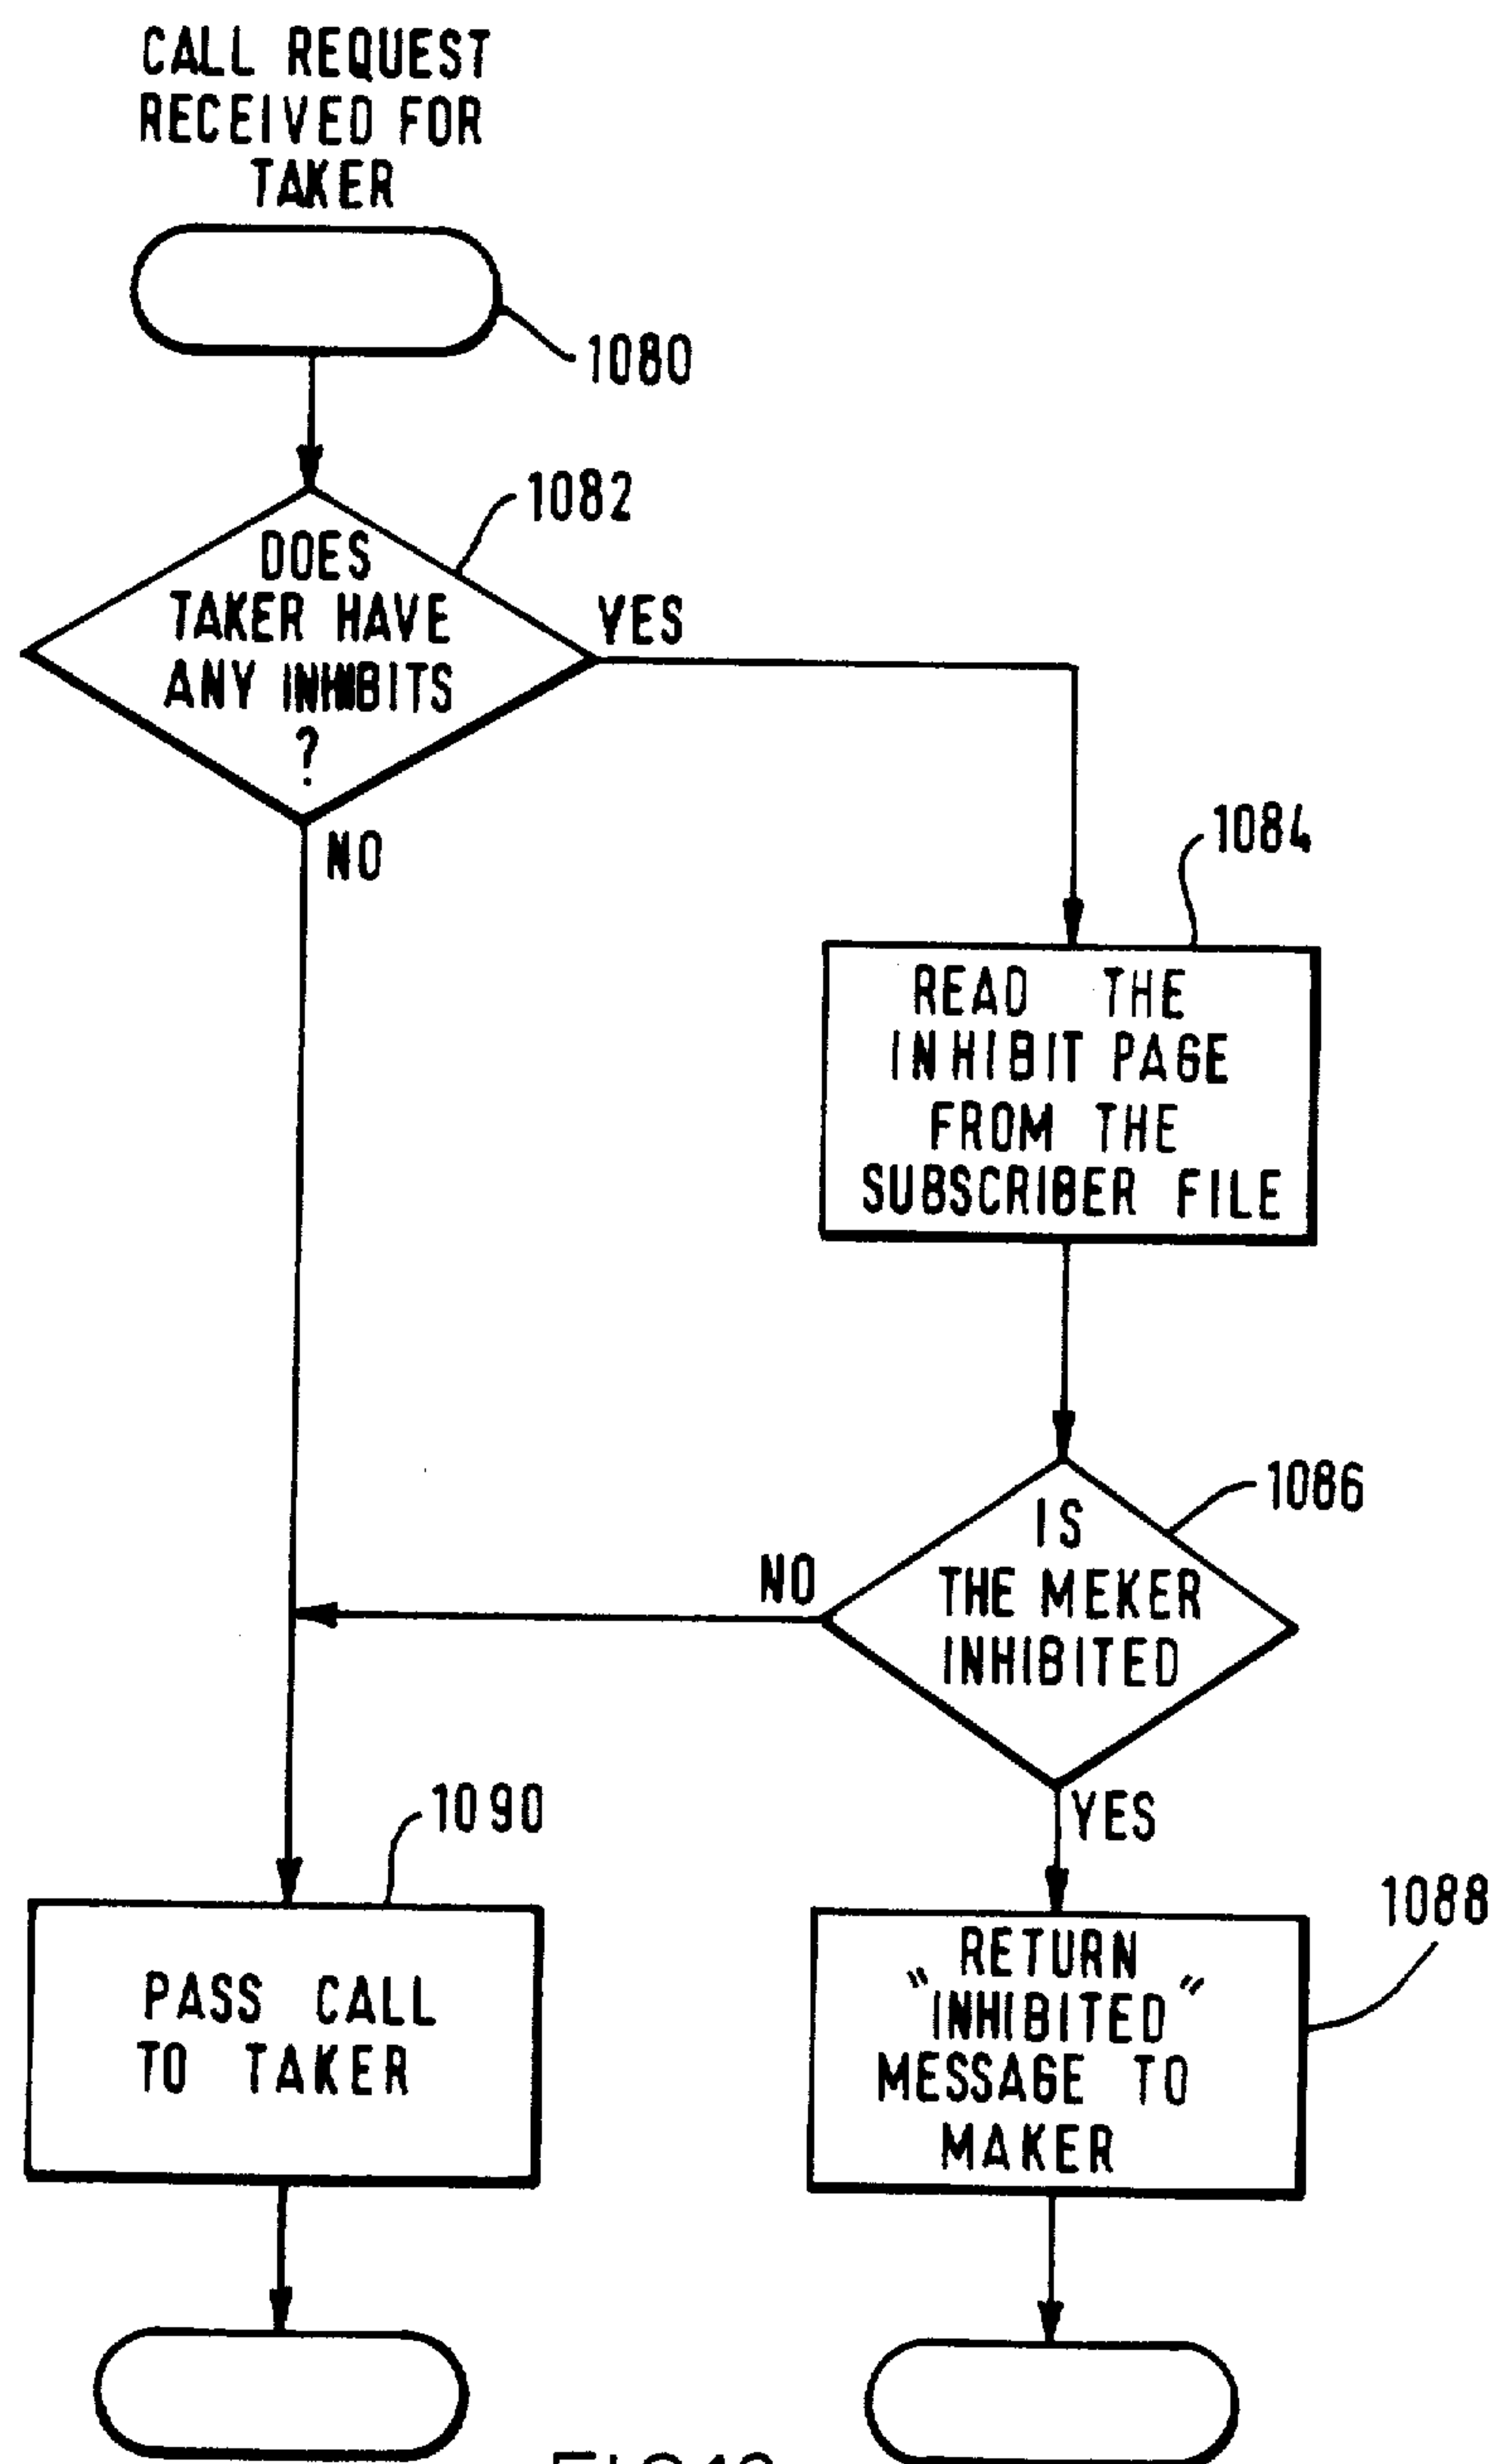 CALL REQUEST
RECEIVED FOR
TAKER
1080
1082
DOES
TAKER HAVE
ANY INHIBITS
?
YES
NO
1084
READ THE
INHIBIT PAGE
FROM THE
SUBSCRIBER FILE
1086
IS
THE MEKER
INHIBITED
NO
YES
1090
PASS CALL
TO TAKER
1088
RETURN
"INHIBITED"
MESSAGE TO
MAKER